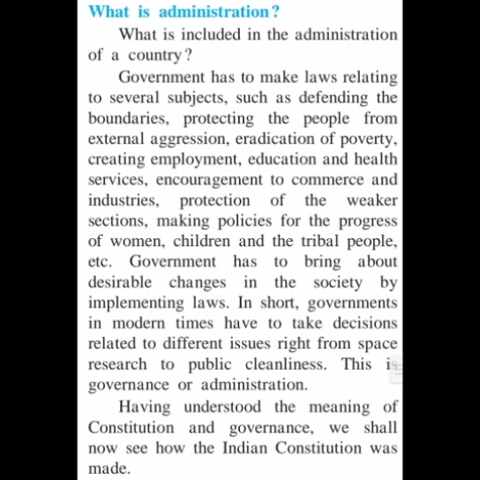 What is administration?
What is included in the administration
of a country?
Government has to make laws relating
to several subjects, such as defending the
boundaries, protecting the people from
external aggression, eradication of poverty,
creating employment, education and health
services, encouragement to commerce and
industries, protection of the weaker
sections, making policies for the progress
of women, children and the tribal people,
etc. Government has to bring about
desirable changes in the society by
implementing laws. In short, governments
in modern times have to take decisions
related to different issues right from space
research to public cleanliness. This is
governance or administration.
Having understood the meaning of
Constitution and governance, we shall
now see how the Indian Constitution was
made.